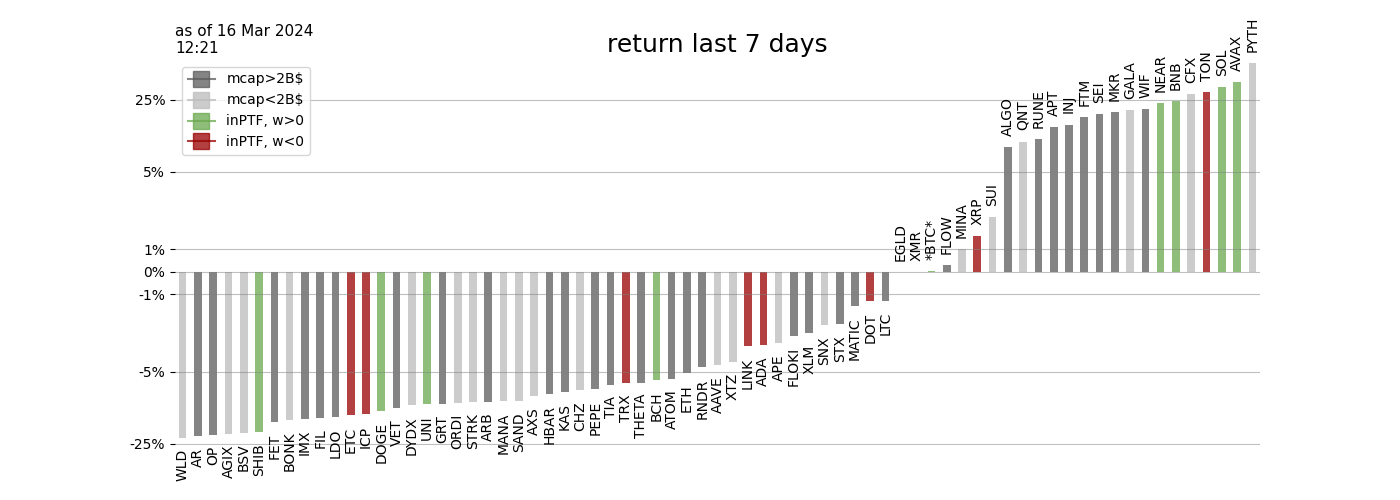 as of 16 Mar 2024
12:21
return last 7 days
mcap>2B$
mcap<2B$
inPTF, w>0
inPTF, w<0
25%
5%
1%
0%
-1%
-5%
-25%
WLD
AR
OP
AGIX
BSV
SHIB
FET
BONK
IMX
FIL
LDO
ETC
ICP
DOGE
VET
DYDX
UNI
GRT
ORDI
STRK
ARB
MANA
SAND
AXS
HBAR
KAS
CHZ
PEPE
TIA
TRX
THETA
BCH
ATOM
ETH
RNDR
AAVE
XTZ
LINK
ADA
APE
FLOKI
XLM
SNX
STX
MATIC
DOT
LTC
EGLD
XMR
*BTC*
FLOW
MINA
XRP
SUI
ALGO
QNT
RUNE
APT
INJ
FTM
SEI
MKR
GALA
WIF
NEAR
BNB
CFX
TON
SOL
AVAX
PYTH